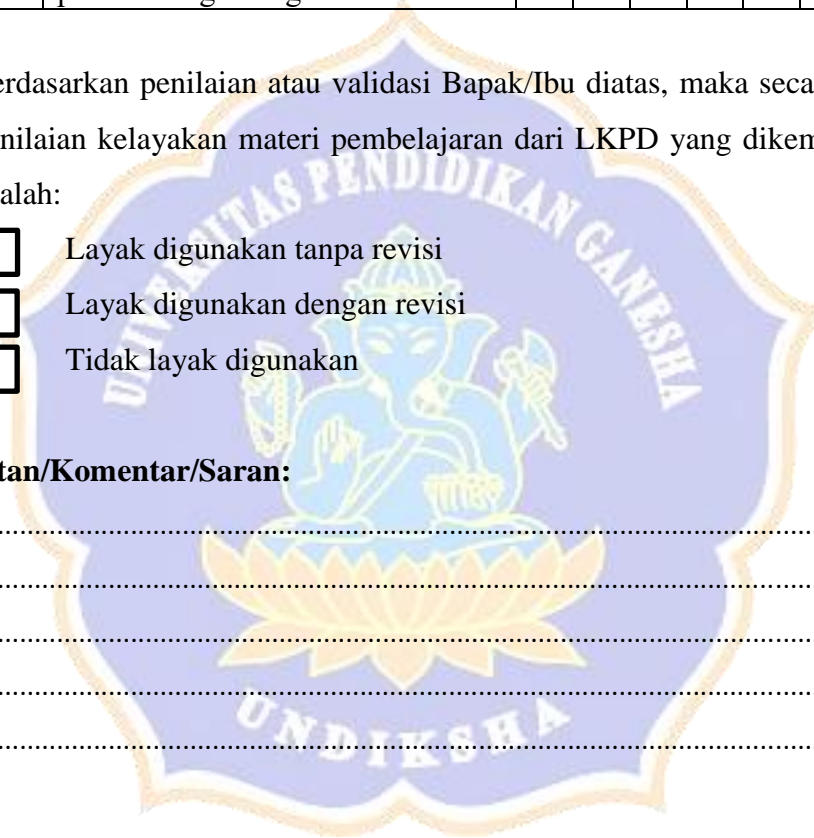 erdasarkan penilaian atau validasi Bapak/Ibu diatas, maka seca
nilaian kelayakan materi pembelajaran dari LKPD yang dikem
alah:
Layak digunakan tanpa revisi
Layak digunakan dengan revisi
Tidak layak digunakan
tan/Komentar/Saran:
UNIVERSITAS PENDIDIKAN GANESHA
UNDIKSHA